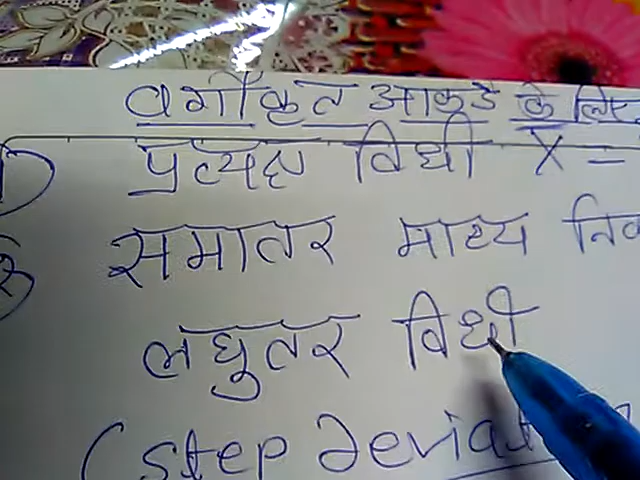 वर्गीकृत आकडे के लिए
प्रत्यक्ष विधी X =
समातर माध्य
लघुतर विधी
(step deviat